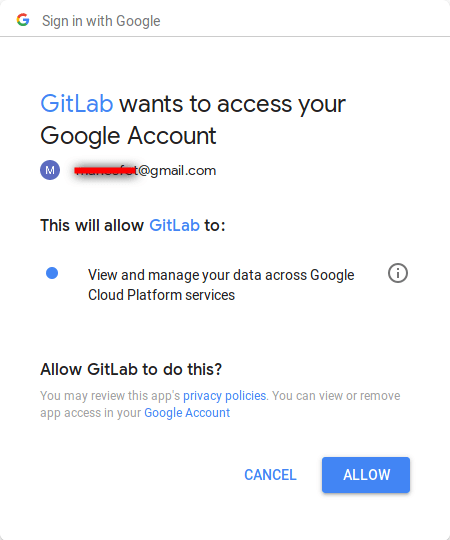 Sign in with Google
GitLab wants to access your
Google Account
M
@gmail.com
This will allow GitLab to:
View and manage your data across Google
Cloud Platform services
Allow GitLab to do this?
You may review this app's privacy policies. You can view or remove
app access in your Google Account
CANCEL
ALLOW